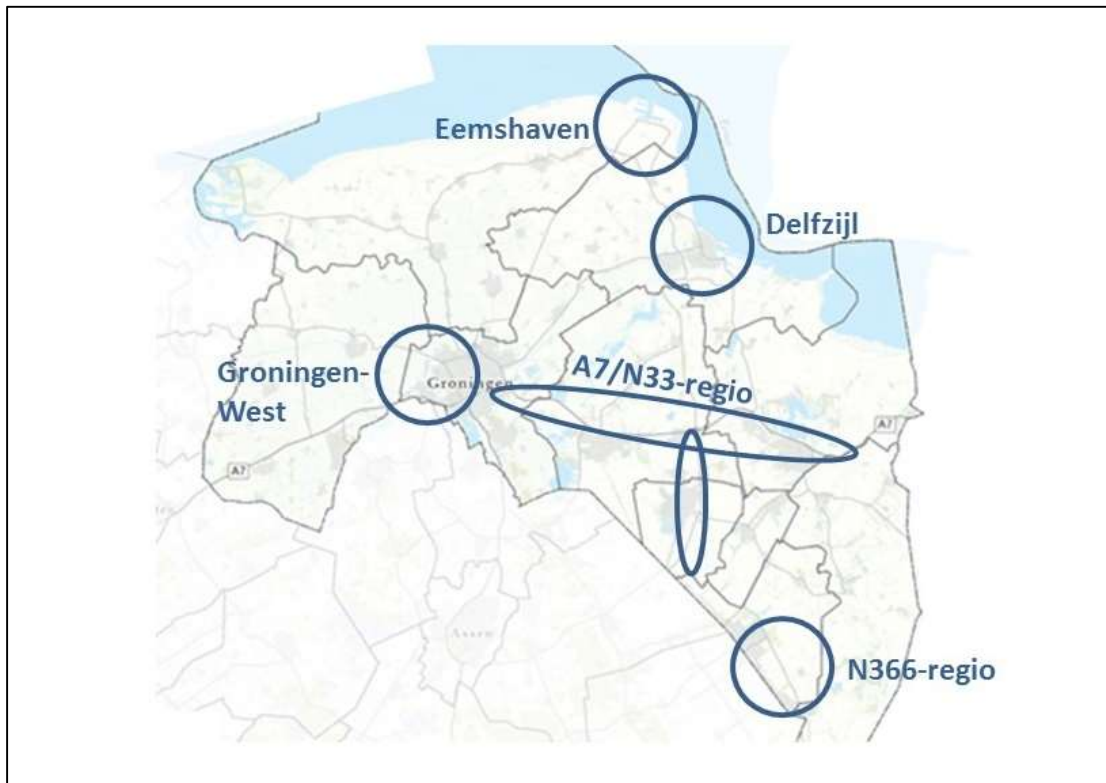 Eemshaven
Delfzijl
Groningen-
West
Groningen
A7/N33-regio
A7
A7
Assen
N366-regio